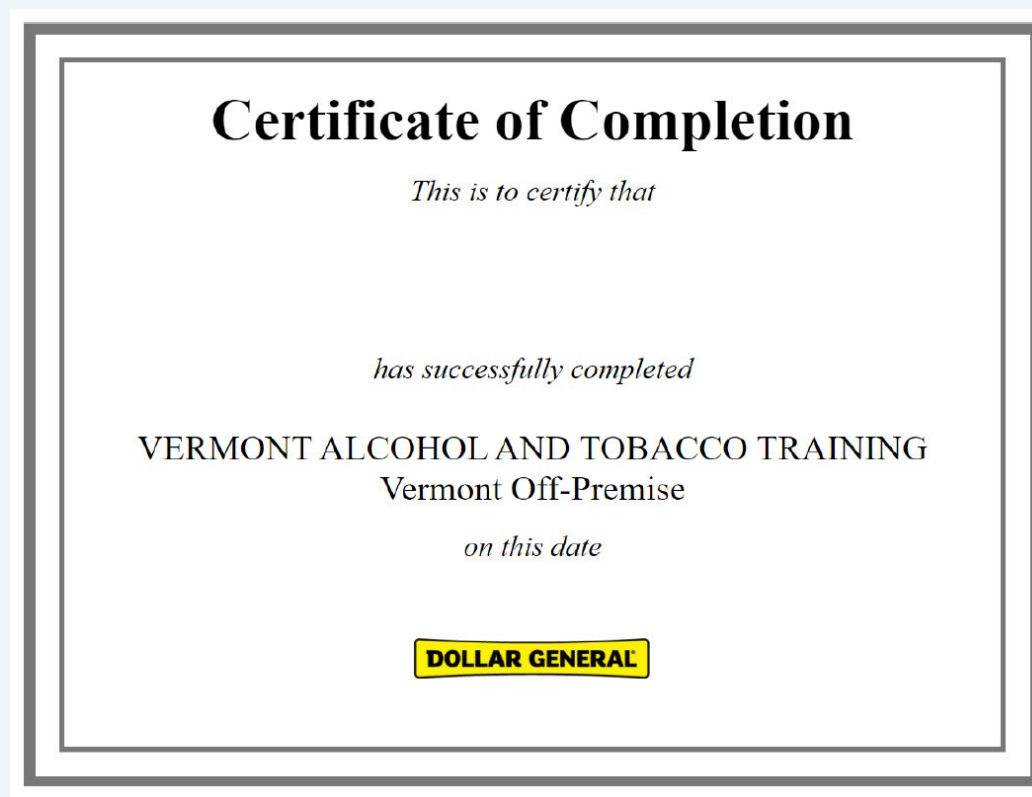 Certificate of Completion
This is to certify that
has successfully completed
VERMONT ALCOHOL AND TOBACCO TRAINING
Vermont Off-Premise
on this date
DOLLAR GENERAL